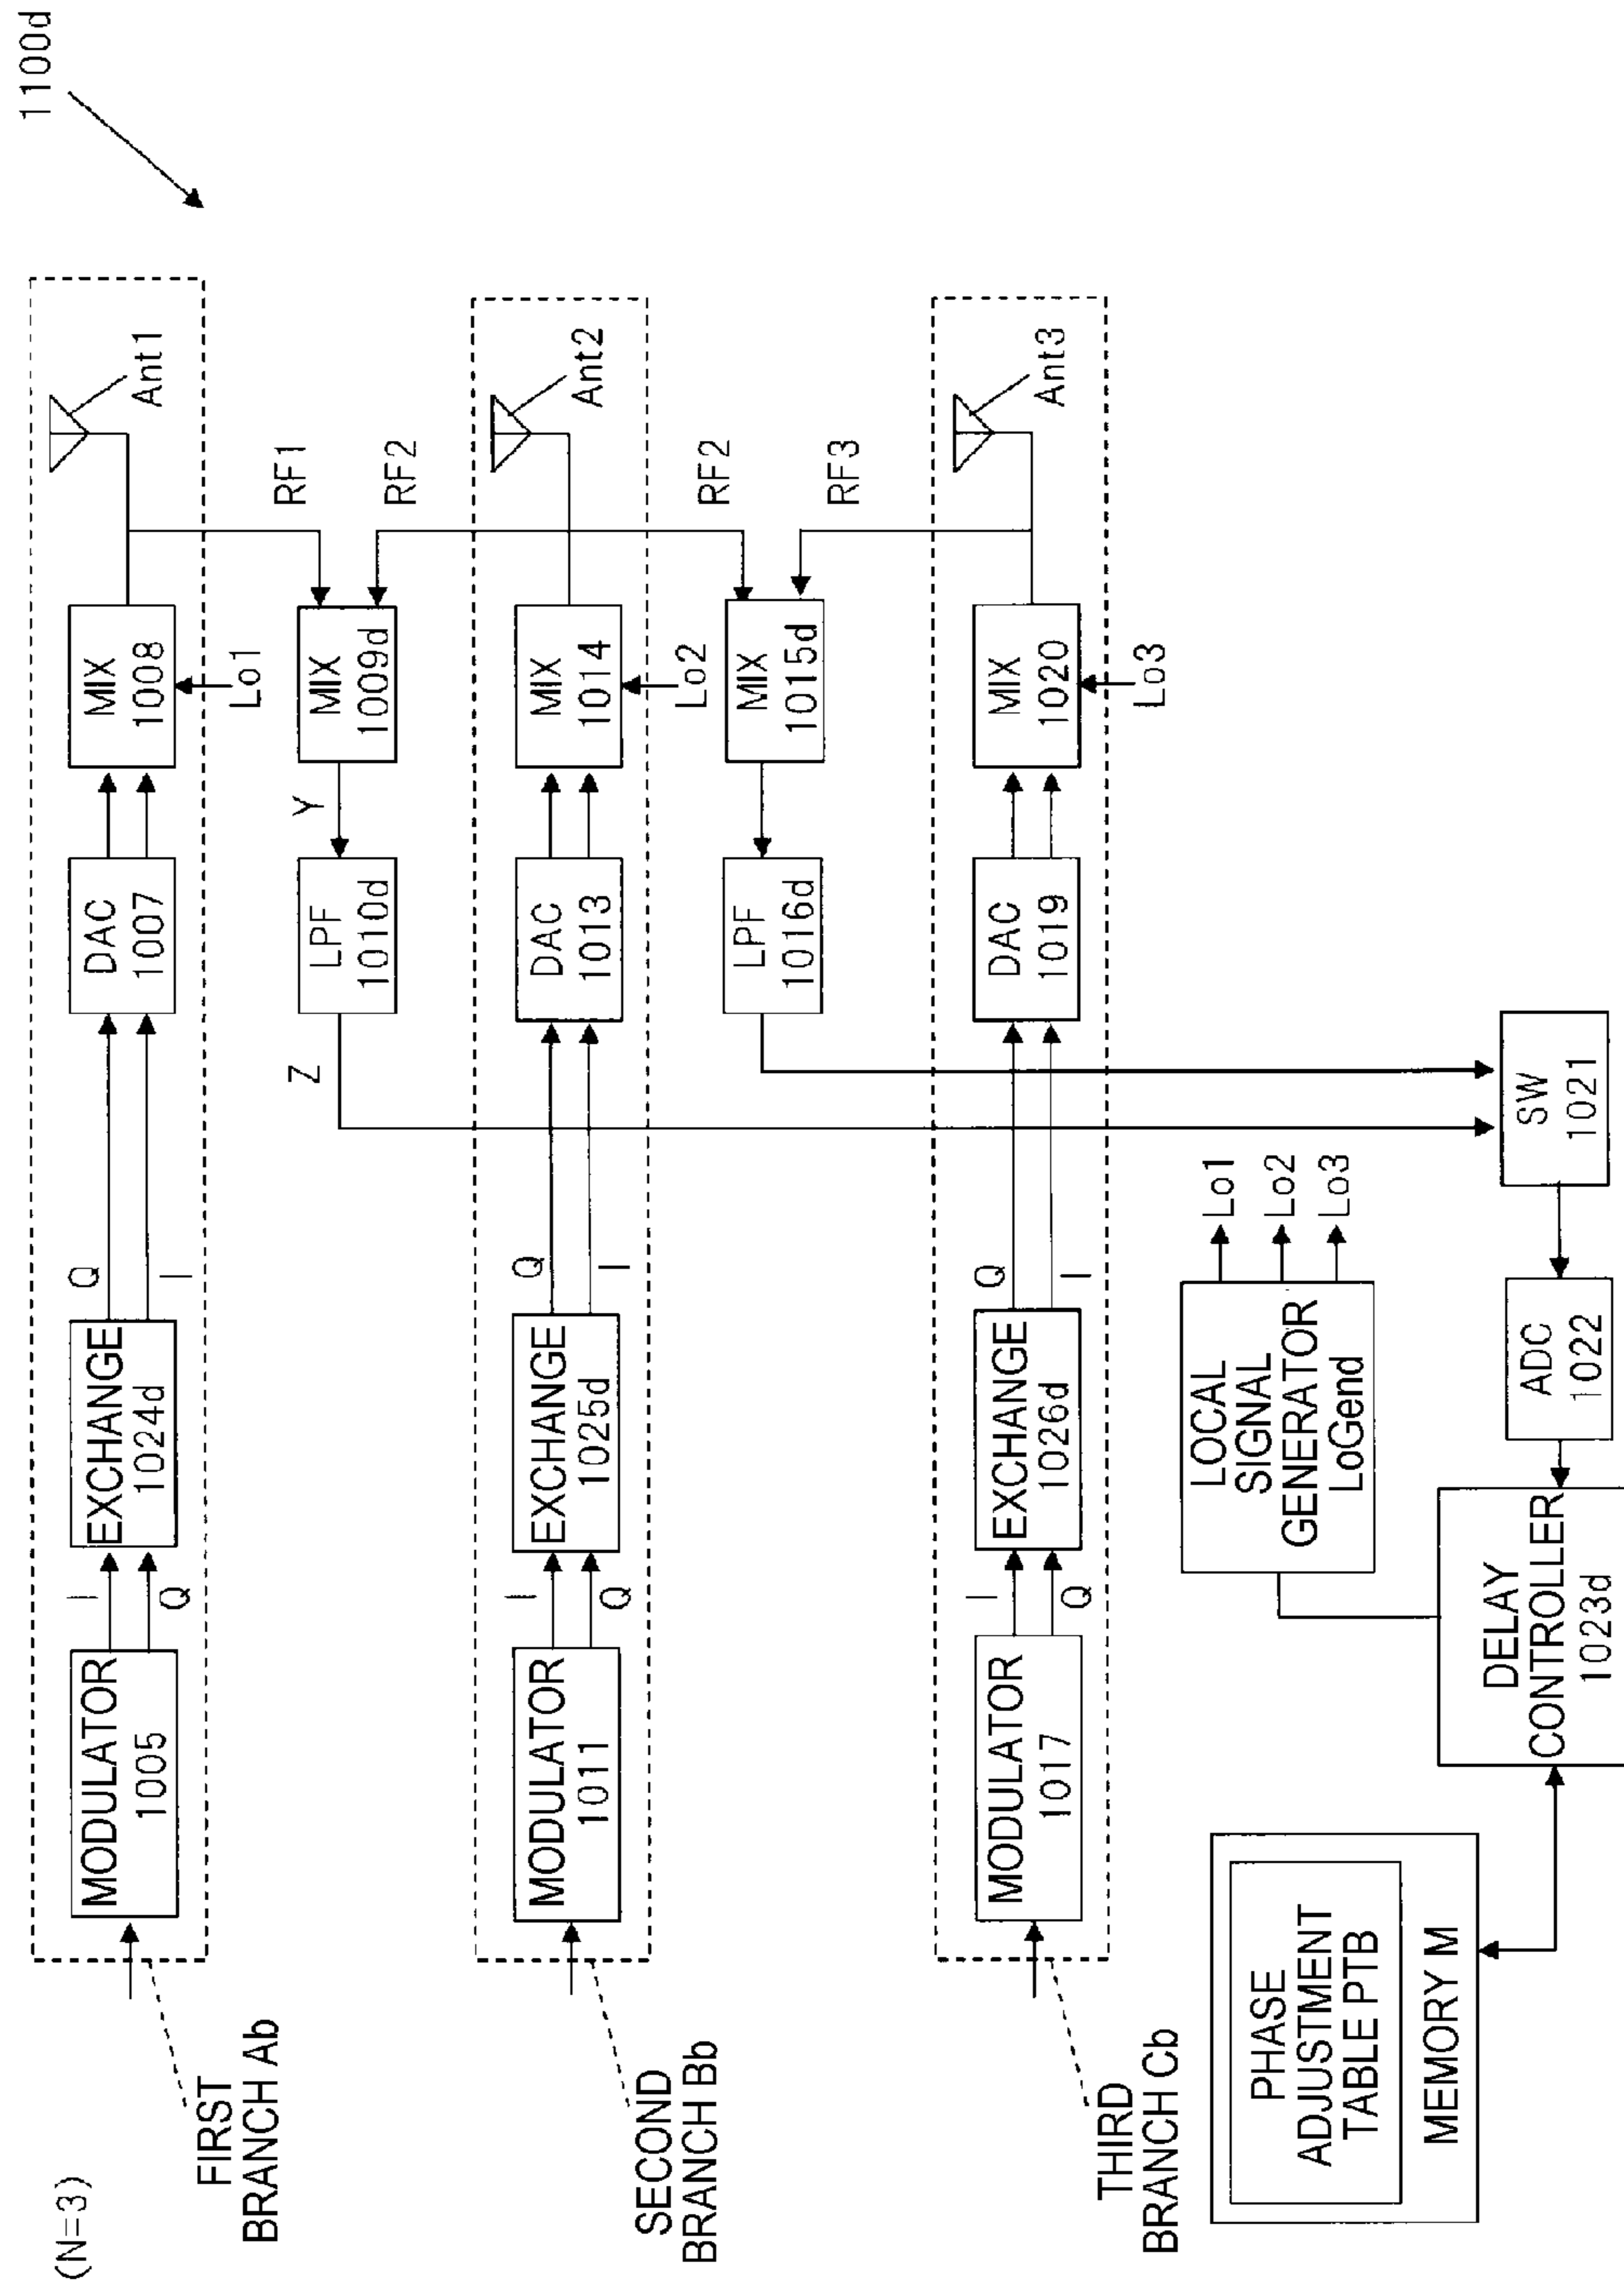 1100d
(N=3)
FIRST
BRANCH Ab
MODULATOR
1005
I
Q
EXCHANGE
1024d
Q
I
DAC
1007
MIX
1008
Lo1
Ant1
RF1
RF2
MIX
1009d
Y
LPF
1010d
Z
SECOND
BRANCH Bb
MODULATOR
1011
I
Q
EXCHANGE
1025d
Q
I
DAC
1013
MIX
1014
Lo2
Ant2
RF2
RF3
MIX
1015d
LPF
1016d
THIRD
BRANCH Cb
MODULATOR
1017
I
Q
EXCHANGE
1026d
Q
I
DAC
1019
MIX
1020
Lo3
Ant3
PHASE
ADJUSTMENT
TABLE PTB
MEMORY M
DELAY
CONTROLLER
1023d
LOCAL
SIGNAL
GENERATOR
LoGend
Lo1
Lo2
Lo3
ADC
1022
SW
1021